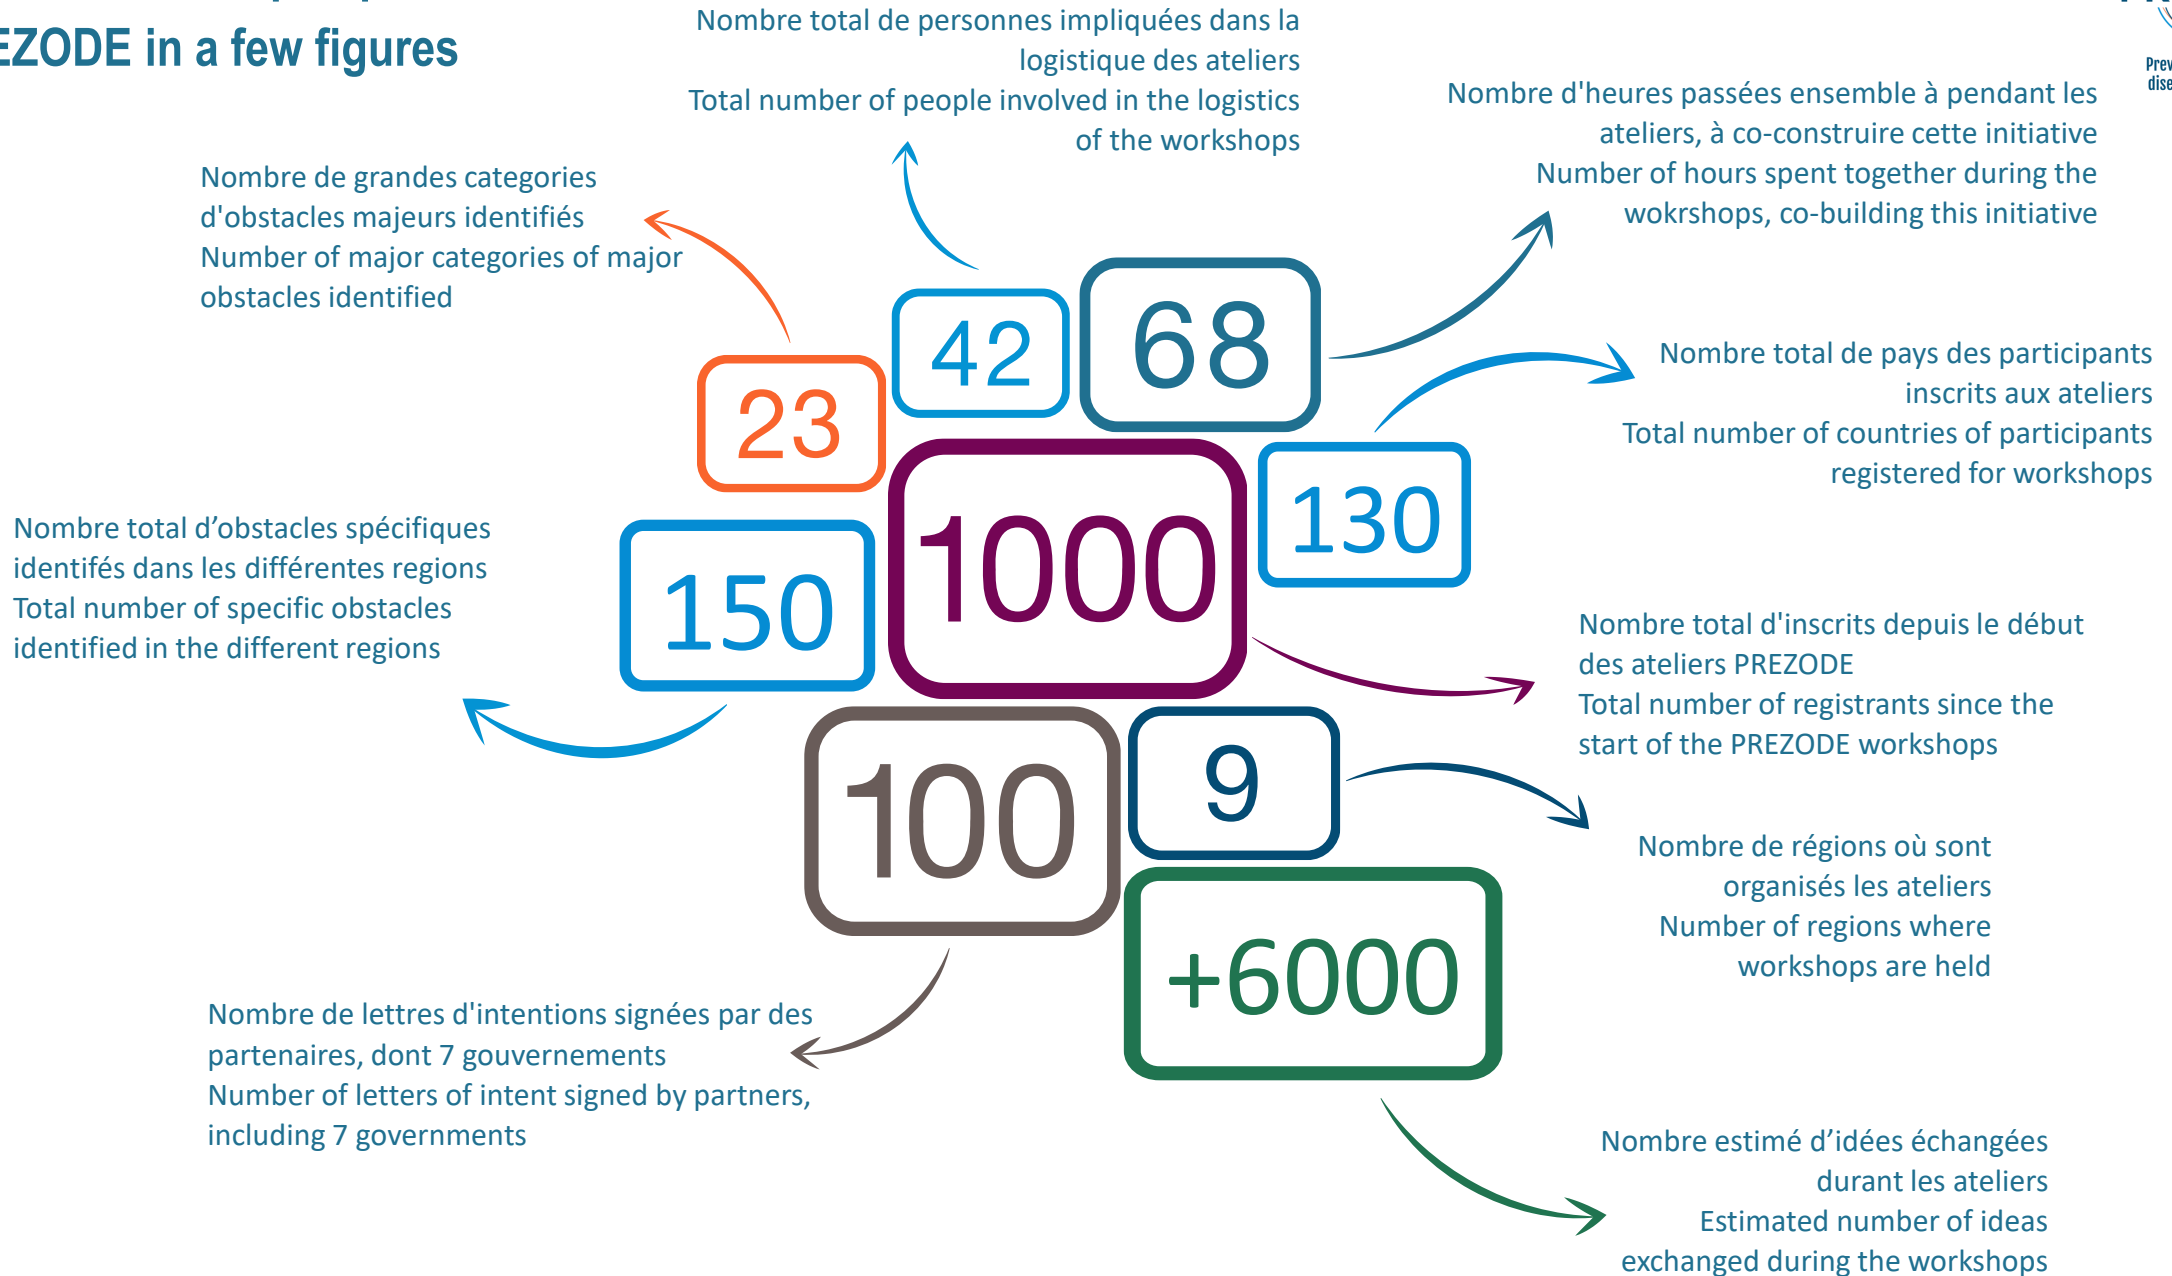 EZODE in a few figures
Nombre total de personnes impliquées dans la
logistique des ateliers
Total number of people involved in the logistics
of the workshops
Nombre d'heures passées ensemble à pendant les
ateliers, à co-construire cette initiative
Number of hours spent together during the
wokrshops, co-building this initiative
Nombre de grandes categories
d'obstacles majeurs identifiés
Number of major categories of major
obstacles identified
42
68
23
Nombre total de pays des participants
inscrits aux ateliers
Total number of countries of participants
registered for workshops
130
1000
150
Nombre total d’obstacles spécifiques
identifés dans les différentes regions
Total number of specific obstacles
identified in the different regions
Nombre total d'inscrits depuis le début
des ateliers PREZODE
Total number of registrants since the
start of the PREZODE workshops
100
9
Nombre de régions où sont
organisés les ateliers
Number of regions where
workshops are held
+6000
Nombre de lettres d'intentions signées par des
partenaires, dont 7 gouvernements
Number of letters of intent signed by partners,
including 7 governments
Nombre estimé d’idées échangées
durant les ateliers
Estimated number of ideas
exchanged during the workshops